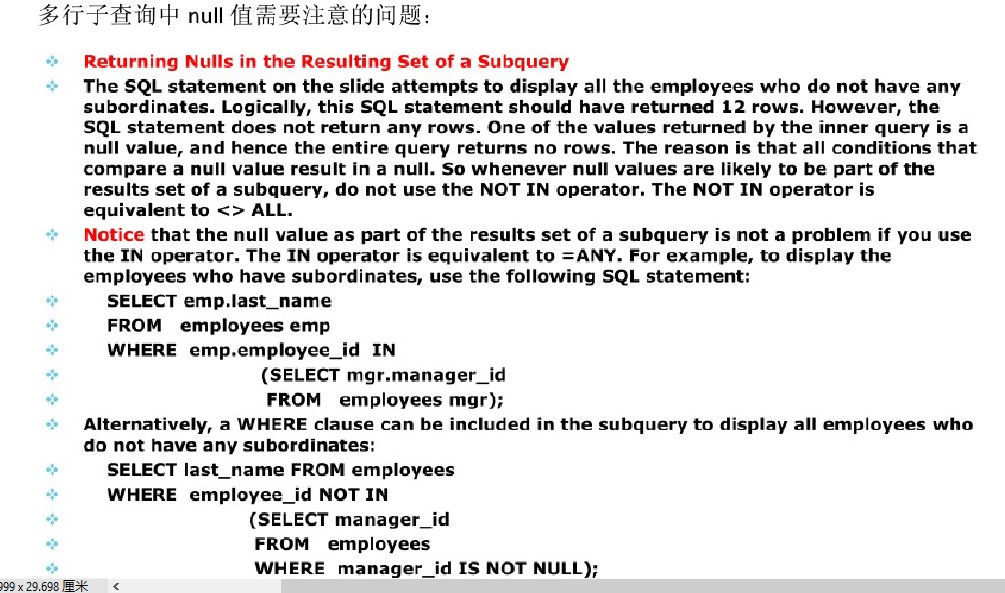 多行子查询中 null 值需要注意的问题：
Returning Nulls in the Resulting Set of a Subquery
The SQL statement on the slide attempts to display all the employees who do not have any
subordinates. Logically, this SQL statement should have returned 12 rows. However, the
SQL statement does not return any rows. One of the values returned by the inner query is a
null value, and hence the entire query returns no rows. The reason is that all conditions that
compare a null value result in a null. So whenever null values are likely to be part of the
results set of a subquery, do not use the NOT IN operator. The NOT IN operator is
equivalent to <> ALL.
Notice that the null value as part of the results set of a subquery is not a problem if you use
the IN operator. The IN operator is equivalent to =ANY. For example, to display the
employees who have subordinates, use the following SQL statement:
SELECT emp.last_name
FROM employees emp
WHERE emp.employee_id IN
(SELECT mgr.manager_id
FROM employees mgr);
Alternatively, a WHERE clause can be included in the subquery to display all employees who
do not have any subordinates:
SELECT last_name FROM employees
WHERE employee_id NOT IN
(SELECT manager_id
FROM employees
WHERE manager_id IS NOT NULL);
999 x 29.698 厘米 <